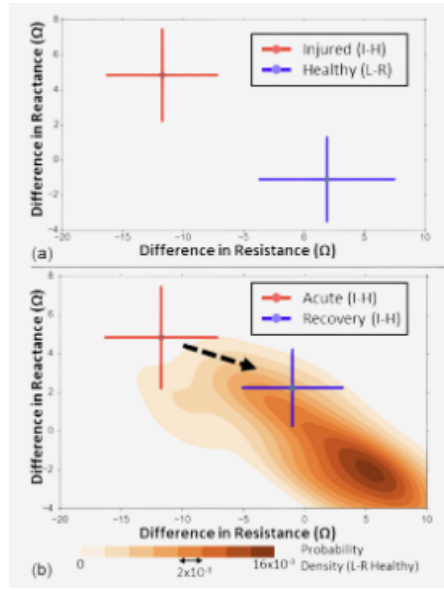 Difference in Reactance (Ω)
8
6
4
2
0
−2
−4
Injured (I-H)
Healthy (L-R)
−20
−15
−10
−5
0
5
10
Difference in Resistance (Ω)
(a)
Difference in Reactance (Ω)
8
6
4
2
0
−2
−4
Acute (I-H)
Recovery (I-H)
−20
−15
−10
−5
0
5
10
Difference in Resistance (Ω)
(b)
0
2x10⁻³
16x10⁻³
Probability
Density (L-R Healthy)